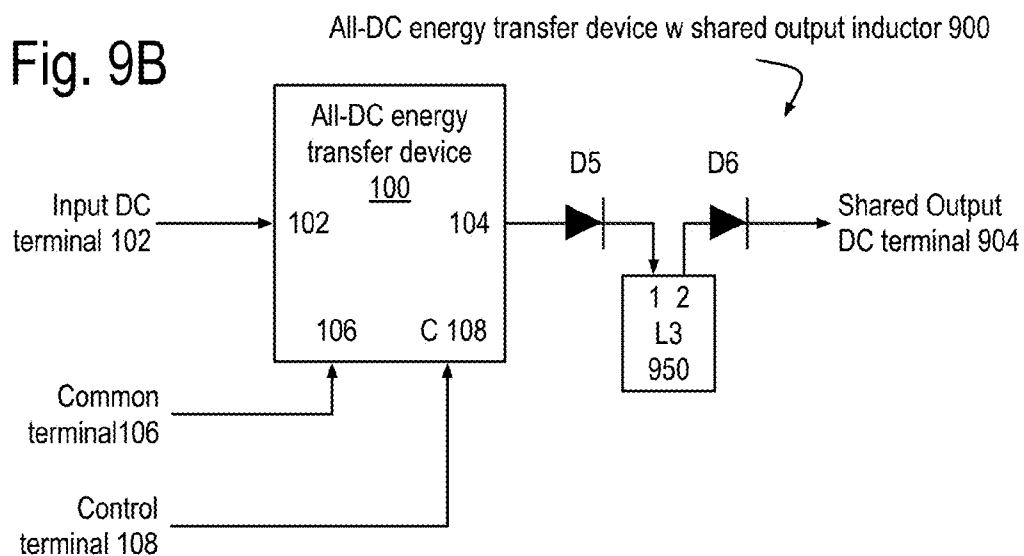 All-DC energy transfer device w shared output inductor 900
Fig. 9B
All-DC energy
transfer device
100
D5
D6
Input DC
terminal 102
102
104
Shared Output
DC terminal 904
1 2
L3
950
106
C 108
Common
terminal106
Control
terminal 108